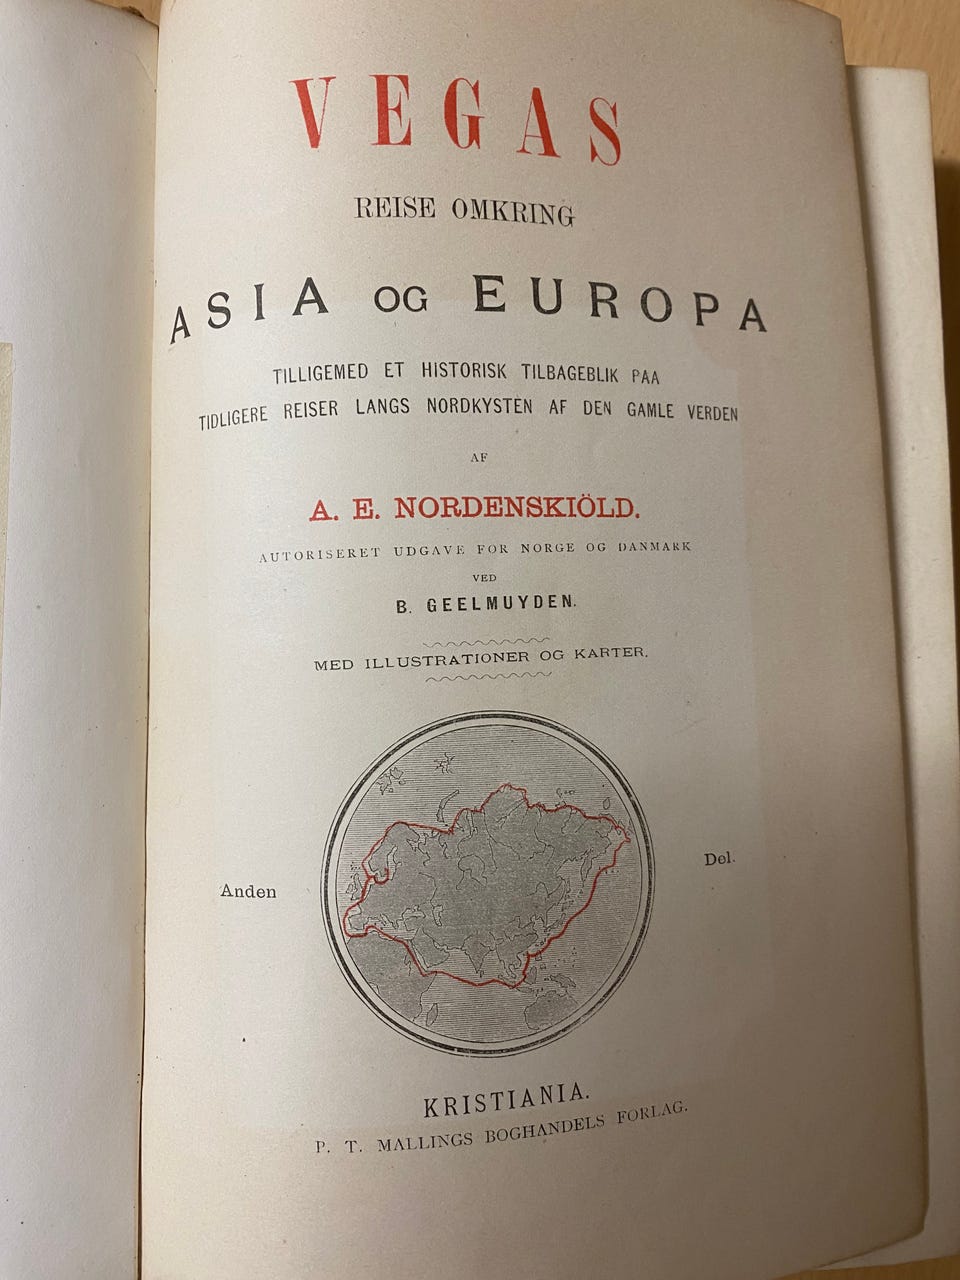 VEGAS
REISE OMKRING
ASIA OG EUROPA
TILLIGEMED ET HISTORISK TILBAGEBLIK PAA
TIDLIGERE REISER LANGS NORDKYSTEN AF DEN GAMLE VERDEN
AF
A. E. NORDENSKIÖLD.
AUTORISERET UDGAVE FOR NORGE OG DANMARK
VED
B. GEELMUYDEN.
MED ILLUSTRATIONER OG KARTER.
Anden Del.
KRISTIANIA.
P. T. MALLINGS BOGHANDELS FORLAG.